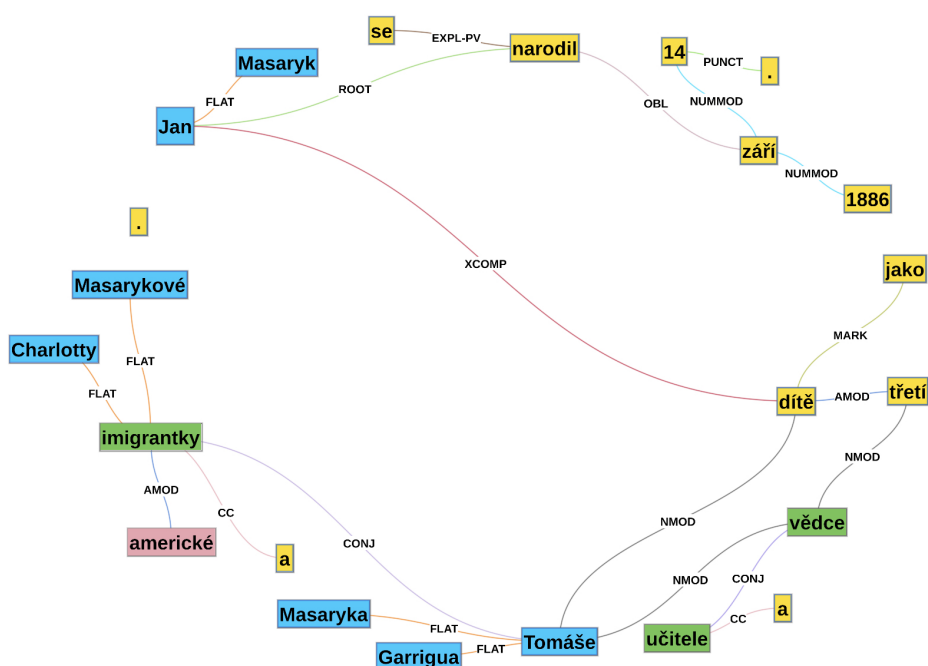 se
EXPL-PV
narodil
14
PUNCT
.
Masaryk
FLAT
ROOT
Jan
OBL
NUMMOD
září
NUMMOD
1886
.
XCOMP
jako
Masarykové
MARK
Charlotty
FLAT
FLAT
dítě
AMOD
třetí
imigrantky
NMOD
AMOD
CC
NMOD
vědce
americké
CONJ
a
NMOD
CONJ
a
CC
Masaryka
FLAT
Tomáše
učitele
Garrigua
FLAT